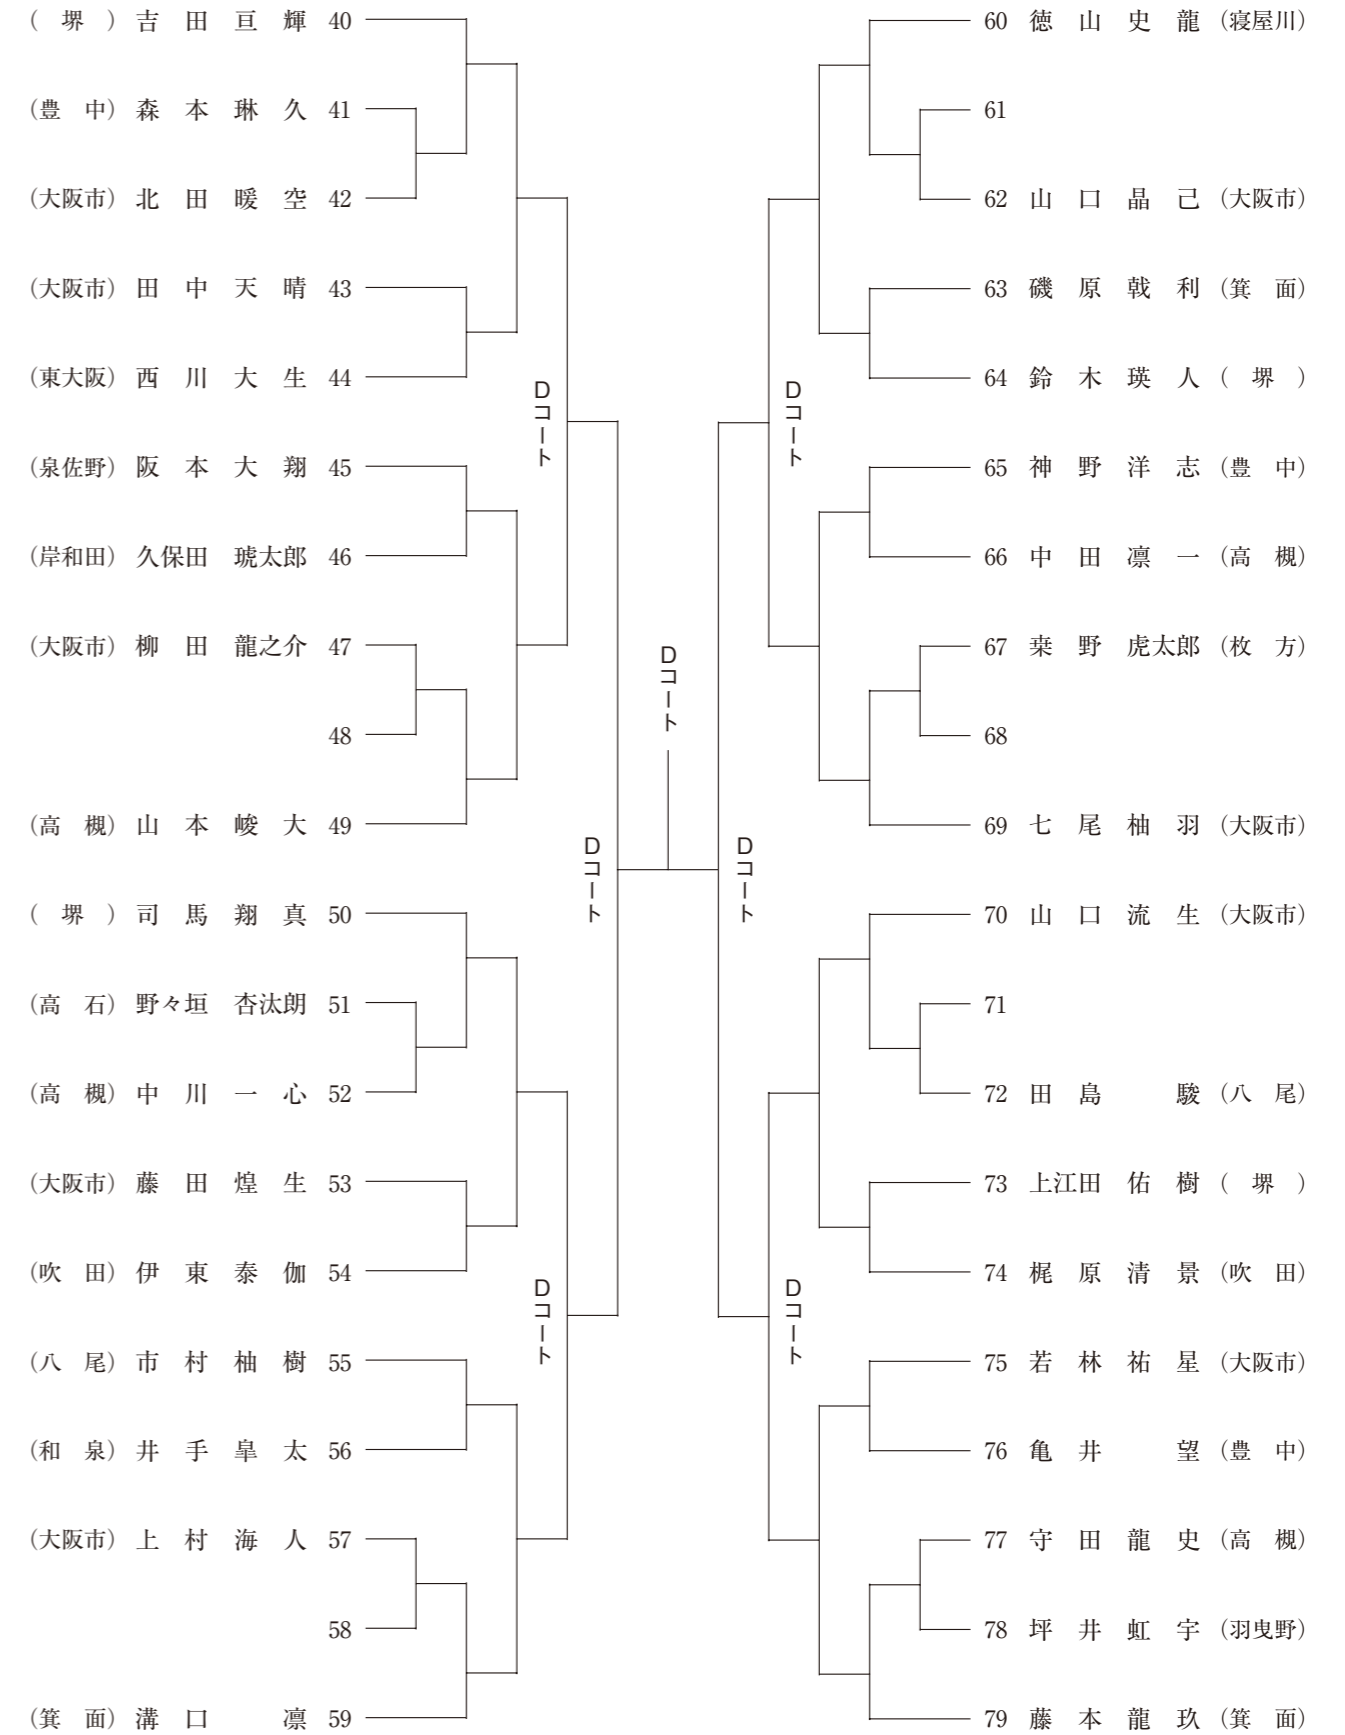 (堺) 吉田亘輝 40
(豊中) 森本琳久 41
(大阪市) 北田暖空 42
(大阪市) 田中天晴 43
(東大阪) 西川大生 44
(泉佐野) 阪本大翔 45
(岸和田) 久保田 琥太郎 46
(大阪市) 柳田 龍之介 47
48
(高槻) 山本峻大 49
(堺) 司馬翔真 50
(高石) 野々垣 杏汰朗 51
(高槻) 中川一心 52
(大阪市) 藤田煌生 53
(吹田) 伊東泰伽 54
(八尾) 市村柚樹 55
(和泉) 井手皐太 56
(大阪市) 上村海人 57
58
(箕面) 溝口凛 59
Dコート
Dコート
Dコート
Dコート
Dコート
Dコート
Dコート
60 徳山史龍 (寝屋川)
61
62 山口晶己 (大阪市)
63 磯原戟利 (箕面)
64 鈴木瑛人 (堺)
65 神野洋志 (豊中)
66 中田凛一 (高槻)
67 桒野 虎太郎 (枚方)
68
69 七尾柚羽 (大阪市)
70 山口流生 (大阪市)
71
72 田島駿 (八尾)
73 上江田 佑樹 (堺)
74 梶原清景 (吹田)
75 若林祐星 (大阪市)
76 亀井望 (豊中)
77 守田龍史 (高槻)
78 坪井虹宇 (羽曳野)
79 藤本龍玖 (箕面)